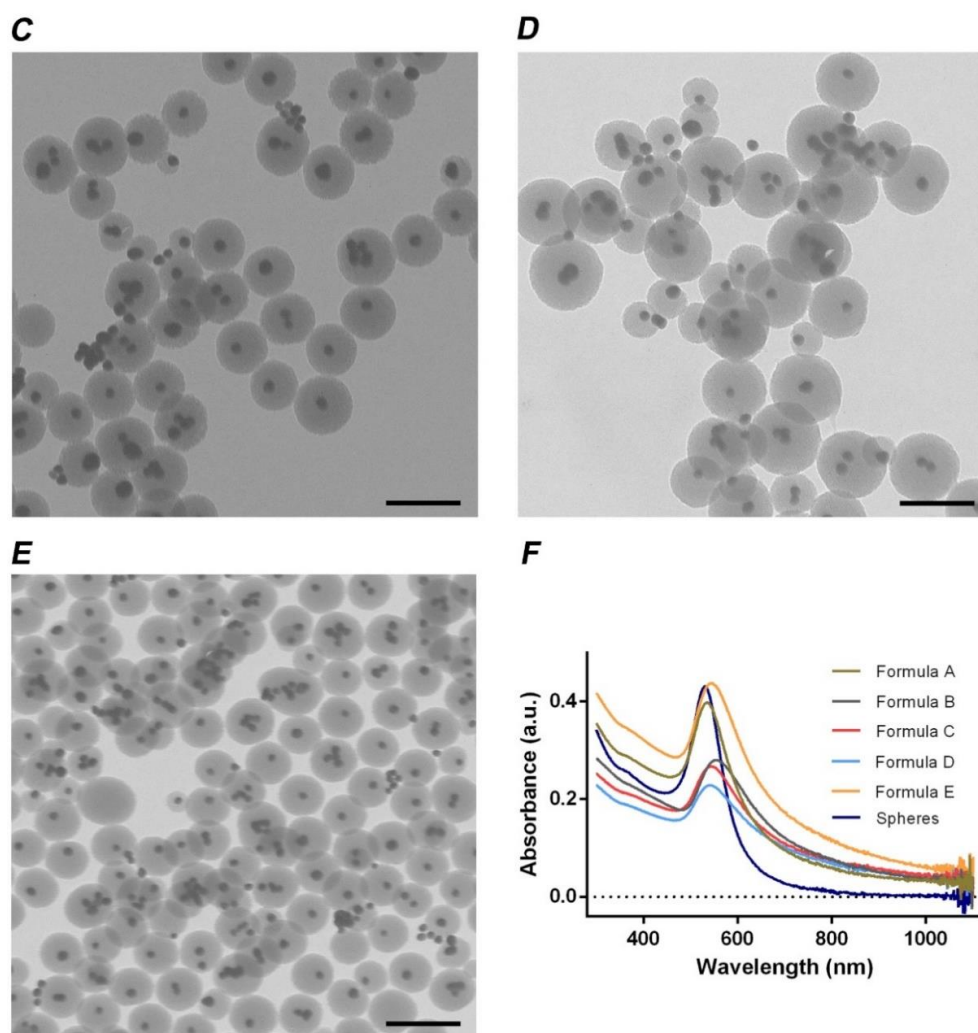 C
D
E
F
Absorbance (a.u.)
0.4
0.2
0.0
400
600
800
1000
Wavelength (nm)
Formula A
Formula B
Formula C
Formula D
Formula E
Spheres